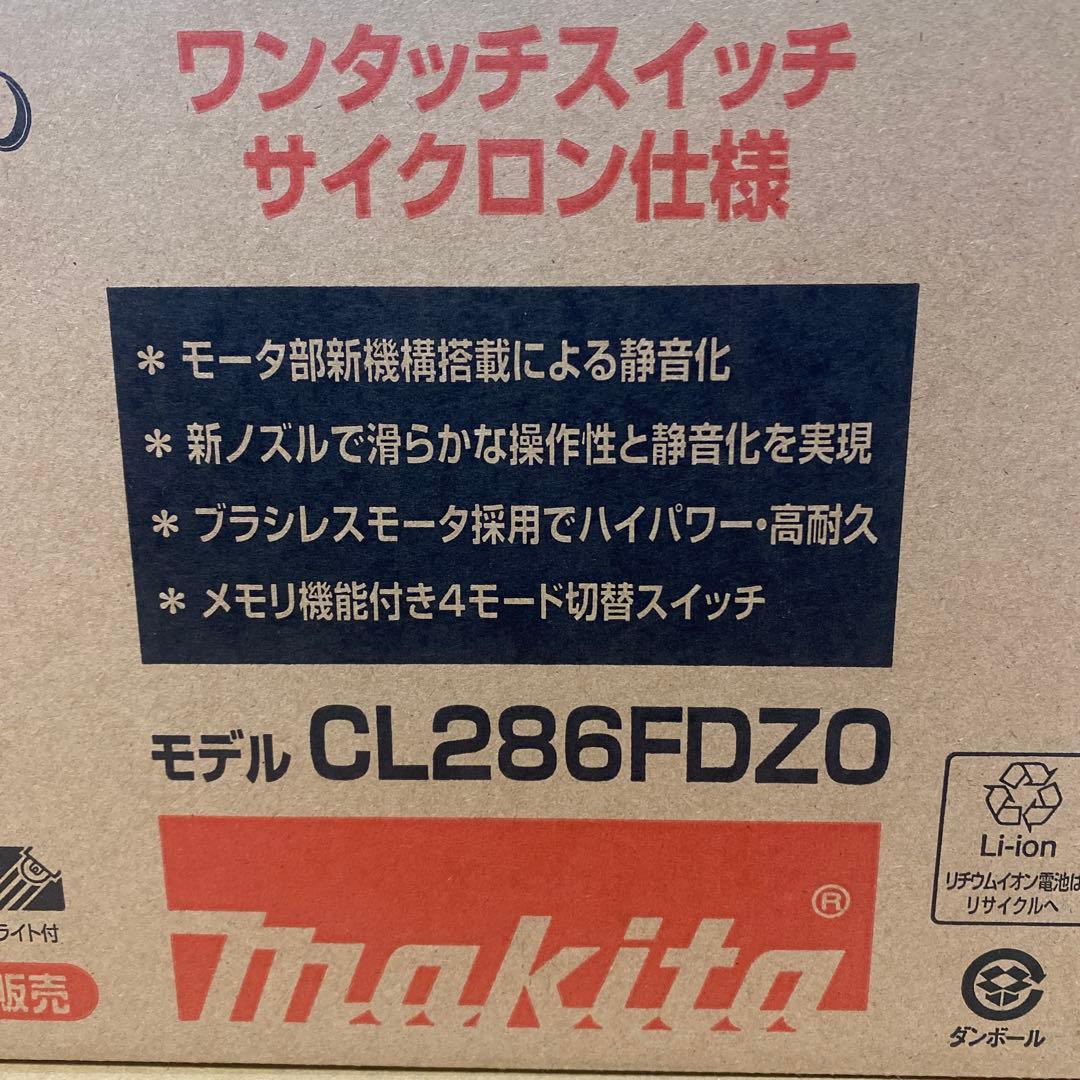 ワンタッチスイッチ
サイクロン仕様
* モータ部新機構搭載による静音化
* 新ノズルで滑らかな操作性と静音化を実現
* ブラシレスモータ採用でハイパワー・高耐久
* メモリ機能付き4モード切替スイッチ
モデル CL286FDZO
makita®
Li-ion
リチウムイオン電池は
リサイクルへ
ライト付
販売
ダンボール